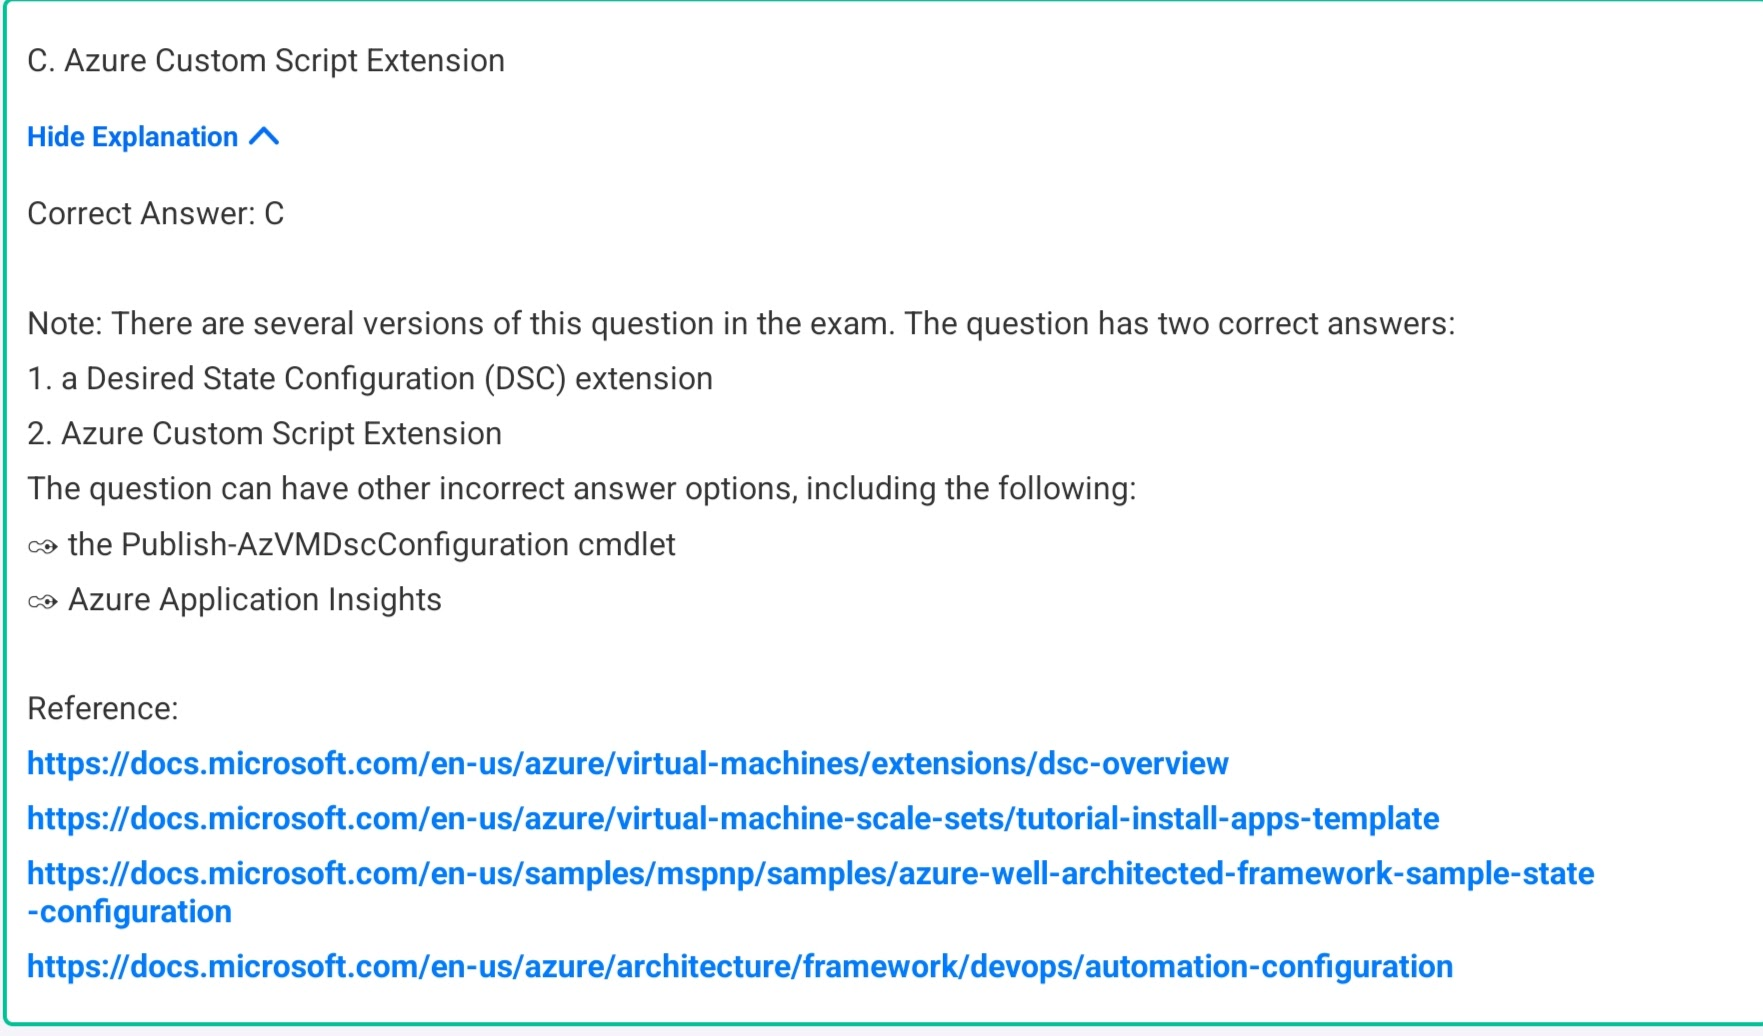 C. Azure Custom Script Extension
Hide Explanation
Correct Answer: C
Note: There are several versions of this question in the exam. The question has two correct answers:
1. a Desired State Configuration (DSC) extension
2. Azure Custom Script Extension
The question can have other incorrect answer options, including the following:
the Publish-AzVMDscConfiguration cmdlet
Azure Application Insights
Reference:
https://docs.microsoft.com/en-us/azure/virtual-machines/extensions/dsc-overview
https://docs.microsoft.com/en-us/azure/virtual-machine-scale-sets/tutorial-install-apps-template
https://docs.microsoft.com/en-us/samples/mspnp/samples/azure-well-architected-framework-sample-state
-configuration
https://docs.microsoft.com/en-us/azure/architecture/framework/devops/automation-configuration